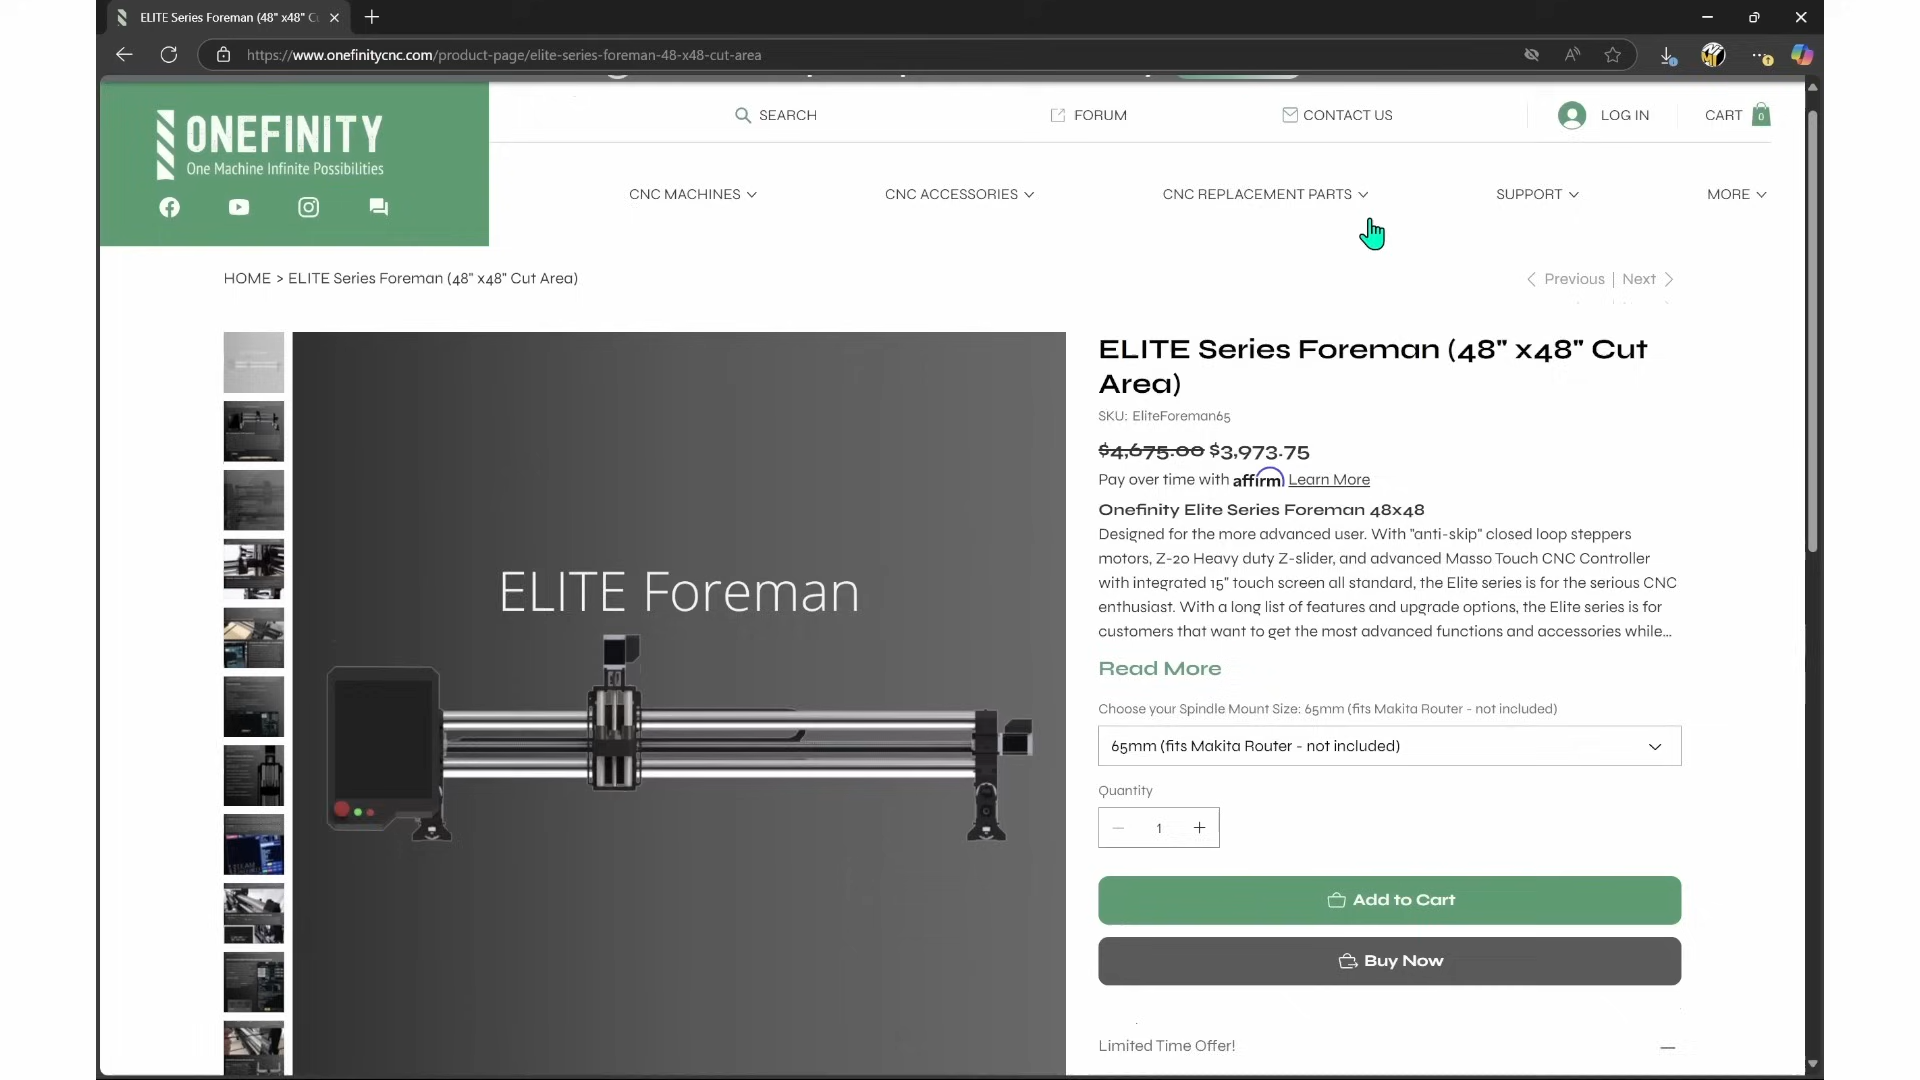 ELITE Series Foreman (48" x48" C
https://www.onefinitycnc.com/product-page/elite-series-foreman-48-x48-cut-area
ONEFINITY
One Machine Infinite Possibilities
SEARCH
FORUM
CONTACT US
LOG IN
CART 0
CNC MACHINES
CNC ACCESSORIES
CNC REPLACEMENT PARTS
SUPPORT
MORE
HOME > ELITE Series Foreman (48" x48" Cut Area)
Previous | Next
ELITE Foreman
ELITE Series Foreman (48" x48" Cut
Area)
SKU: EliteForeman65
$4,675.00 $3,973.75
Pay over time with affirm Learn More
Onefinity Elite Series Foreman 48x48
Designed for the more advanced user. With "anti-skip" closed loop steppers
motors, Z-20 Heavy duty Z-slider, and advanced Masso Touch CNC Controller
with integrated 15" touch screen all standard, the Elite series is for the serious CNC
enthusiast. With a long list of features and upgrade options, the Elite series is for
customers that want to get the most advanced functions and accessories while...
Read More
Choose your Spindle Mount Size: 65mm (fits Makita Router - not included)
65mm (fits Makita Router - not included)
Quantity
1
Add to Cart
Buy Now
Limited Time Offer!